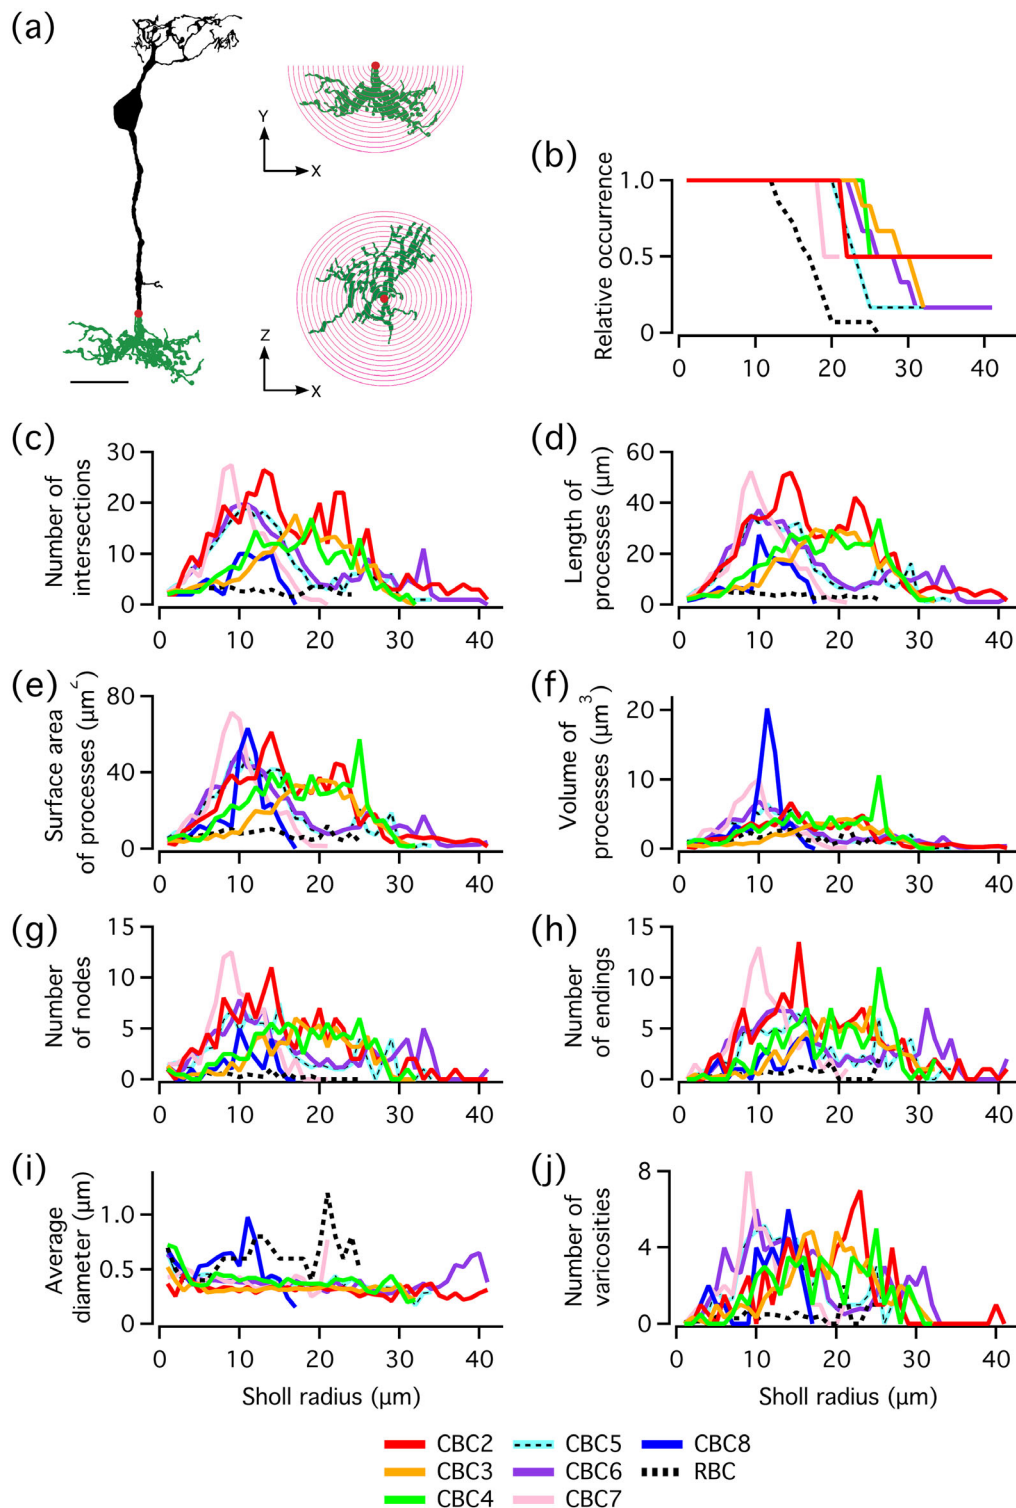 (a)
Y
X
Z
X
(b)
Relative occurrence
1.0
0.5
0
0 10 20 30 40
(c)
Number of
intersections
30
20
10
0
0 10 20 30 40
(d)
Length of
processes (μm)
60
40
20
0
0 10 20 30 40
(e)
Surface area
of processes (μm²)
80
40
0
0 10 20 30 40
(f)
Volume of
processes (μm³)
20
10
0
0 10 20 30 40
(g)
Number
of nodes
15
10
5
0
0 10 20 30 40
(h)
Number
of endings
15
10
5
0
0 10 20 30 40
(i)
Average
diameter (μm)
1.0
0.5
0
0 10 20 30 40
Sholl radius (μm)
(j)
Number of
varicosities
8
4
0
0 10 20 30 40
Sholl radius (μm)
CBC2 CBC5 CBC8
CBC3 CBC6 RBC
CBC4 CBC7